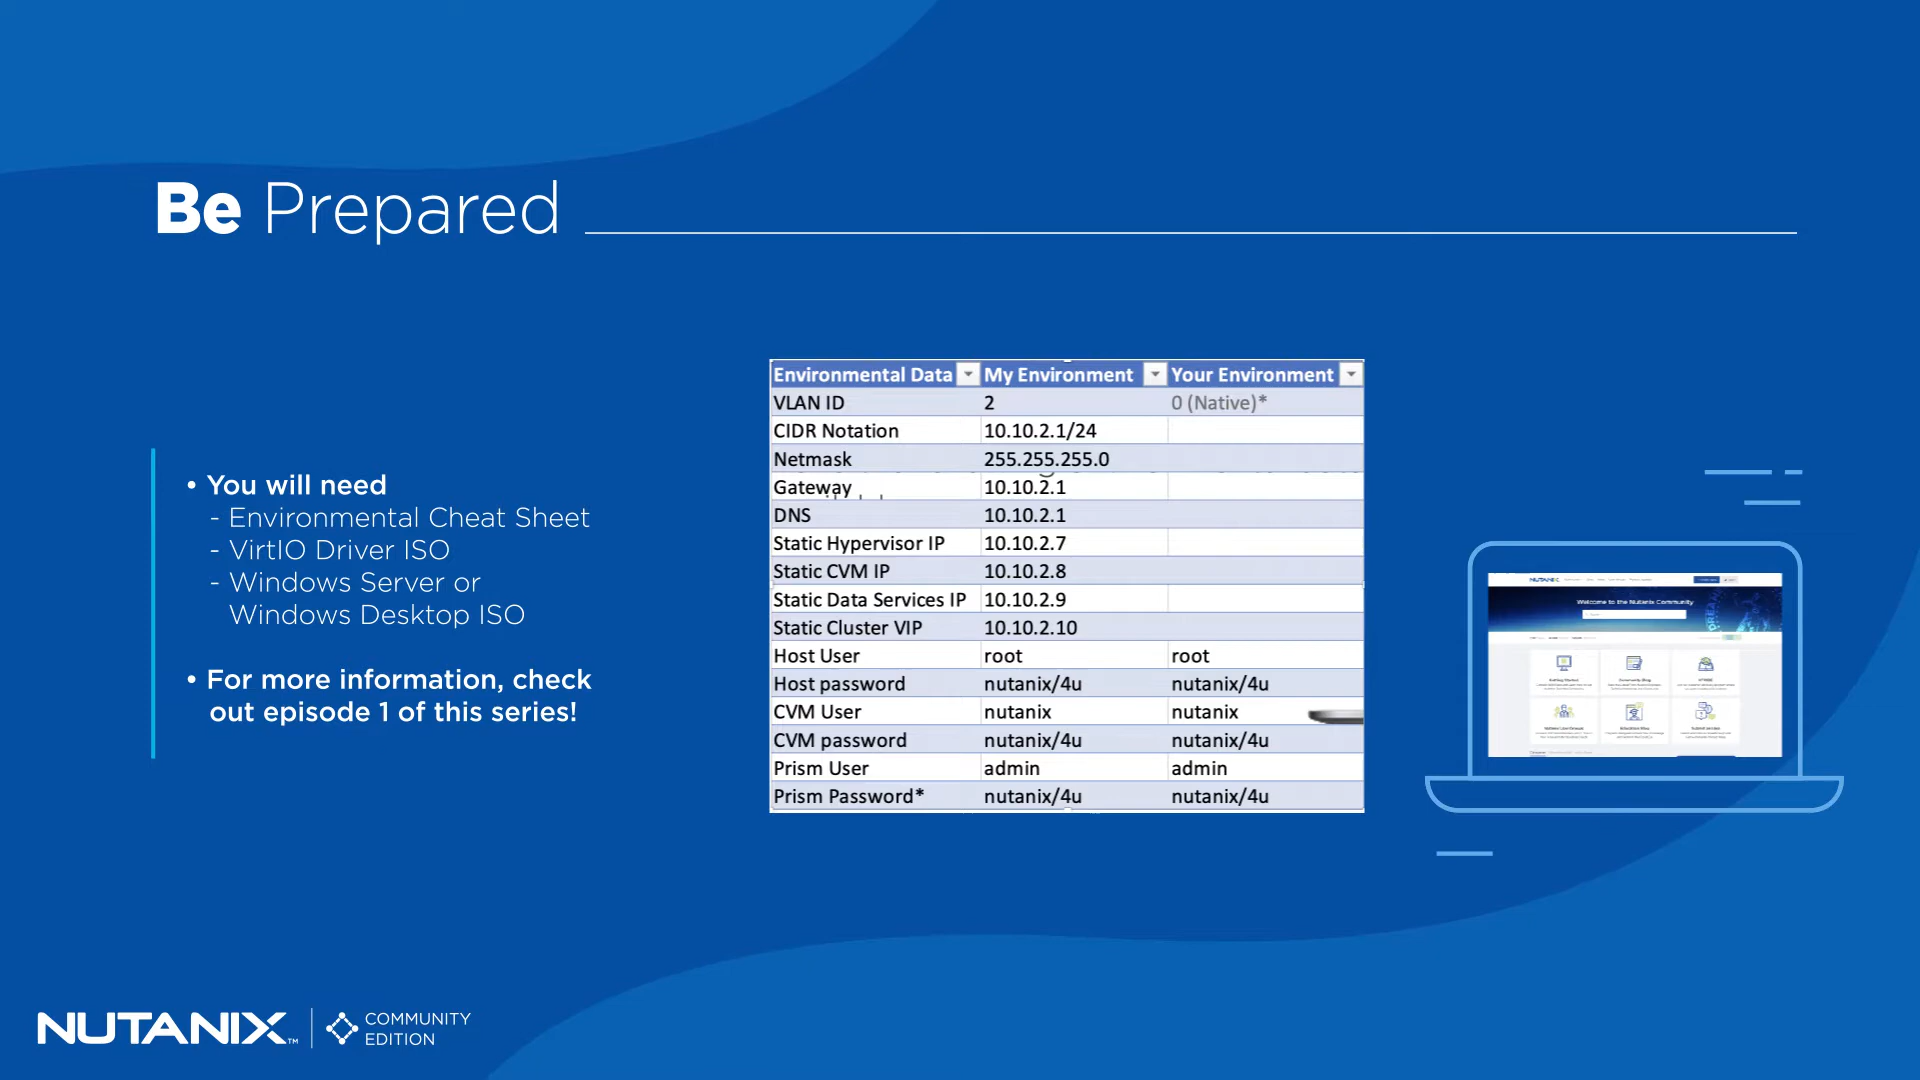 Be Prepared
• You will need
- Environmental Cheat Sheet
- VirtIO Driver ISO
- Windows Server or
Windows Desktop ISO
• For more information, check
out episode 1 of this series!
Environmental Data My Environment Your Environment
VLAN ID 2 0 (Native)*
CIDR Notation 10.10.2.1/24
Netmask 255.255.255.0
Gateway 10.10.2.1
DNS 10.10.2.1
Static Hypervisor IP 10.10.2.7
Static CVM IP 10.10.2.8
Static Data Services IP 10.10.2.9
Static Cluster VIP 10.10.2.10
Host User root root
Host password nutanix/4u nutanix/4u
CVM User nutanix nutanix
CVM password nutanix/4u nutanix/4u
Prism User admin admin
Prism Password* nutanix/4u nutanix/4u
NUTANIX
Welcome to the Nutanix Community
NUTANIX™
COMMUNITY
EDITION